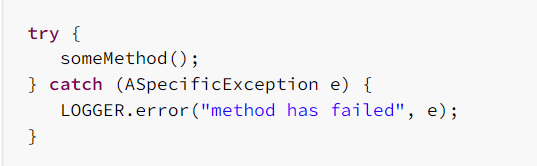 try {
   someMethod();
} catch (ASpecificException e) {
   LOGGER.error("method has failed", e);
}